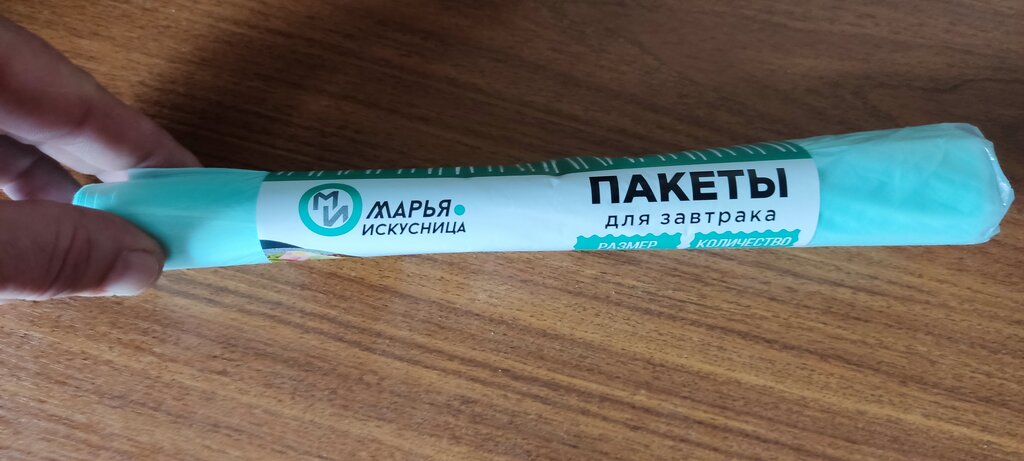 МИ
МАРЬЯ
ИСКУСНИЦА
ПАКЕТЫ
для завтрака
РАЗМЕР КОЛИЧЕСТВО